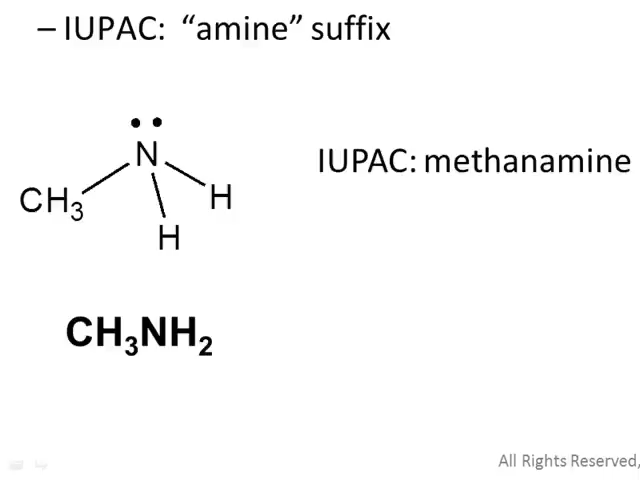 – IUPAC: “amine” suffix
N
CH₃
H
H
IUPAC: methanamine
CH₃NH₂
All Rights Reserved,